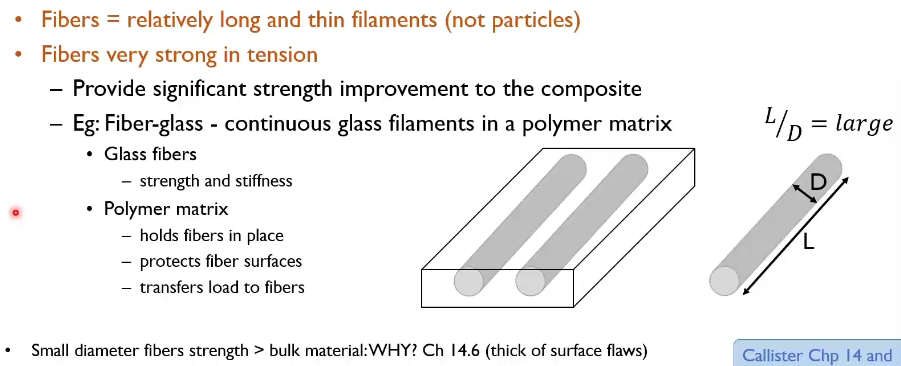 • Fibers = relatively long and thin filaments (not particles)
• Fibers very strong in tension
– Provide significant strength improvement to the composite
– Eg: Fiber-glass - continuous glass filaments in a polymer matrix
L/D = large
• Glass fibers
– strength and stiffness
• Polymer matrix
– holds fibers in place
– protects fiber surfaces
– transfers load to fibers
D
L
• Small diameter fibers strength > bulk material: WHY? Ch 14.6 (thick of surface flaws)
Callister Chp 14 and